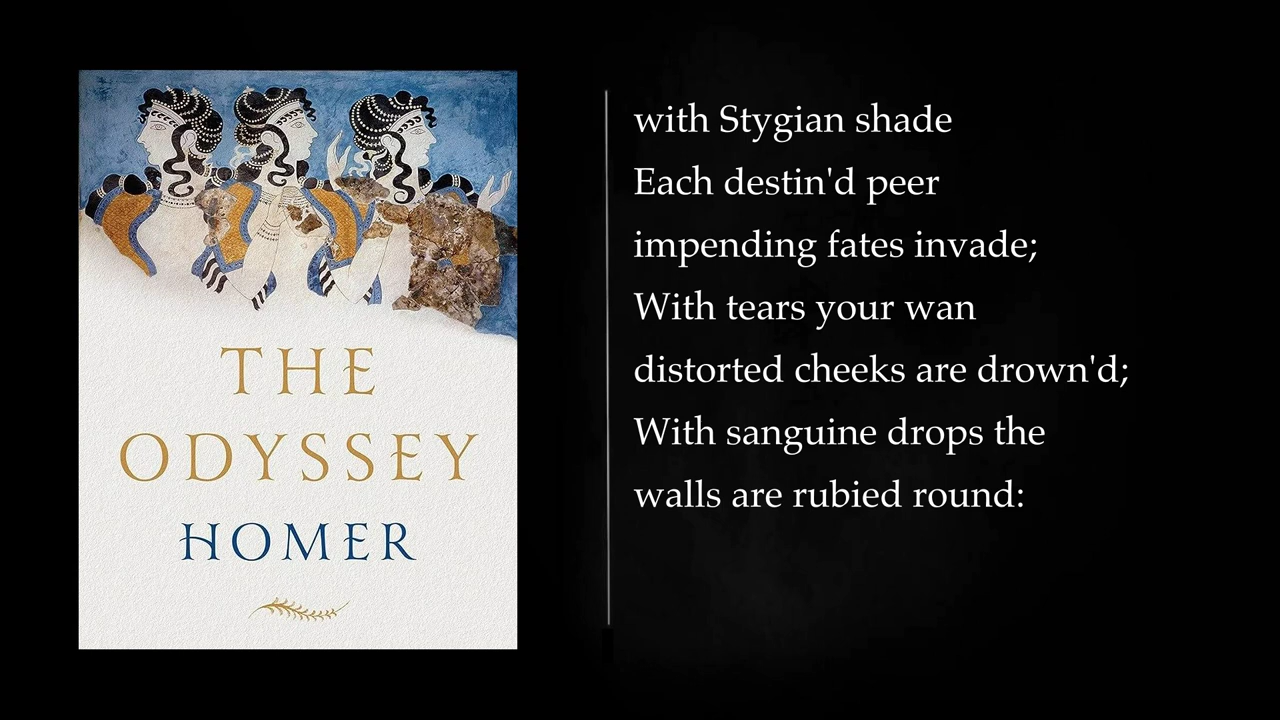 THE
ODYSSEY
HOMER
with Stygian shade
Each destin'd peer
impending fates invade;
With tears your wan
distorted cheeks are drown'd;
With sanguine drops the
walls are rubied round: